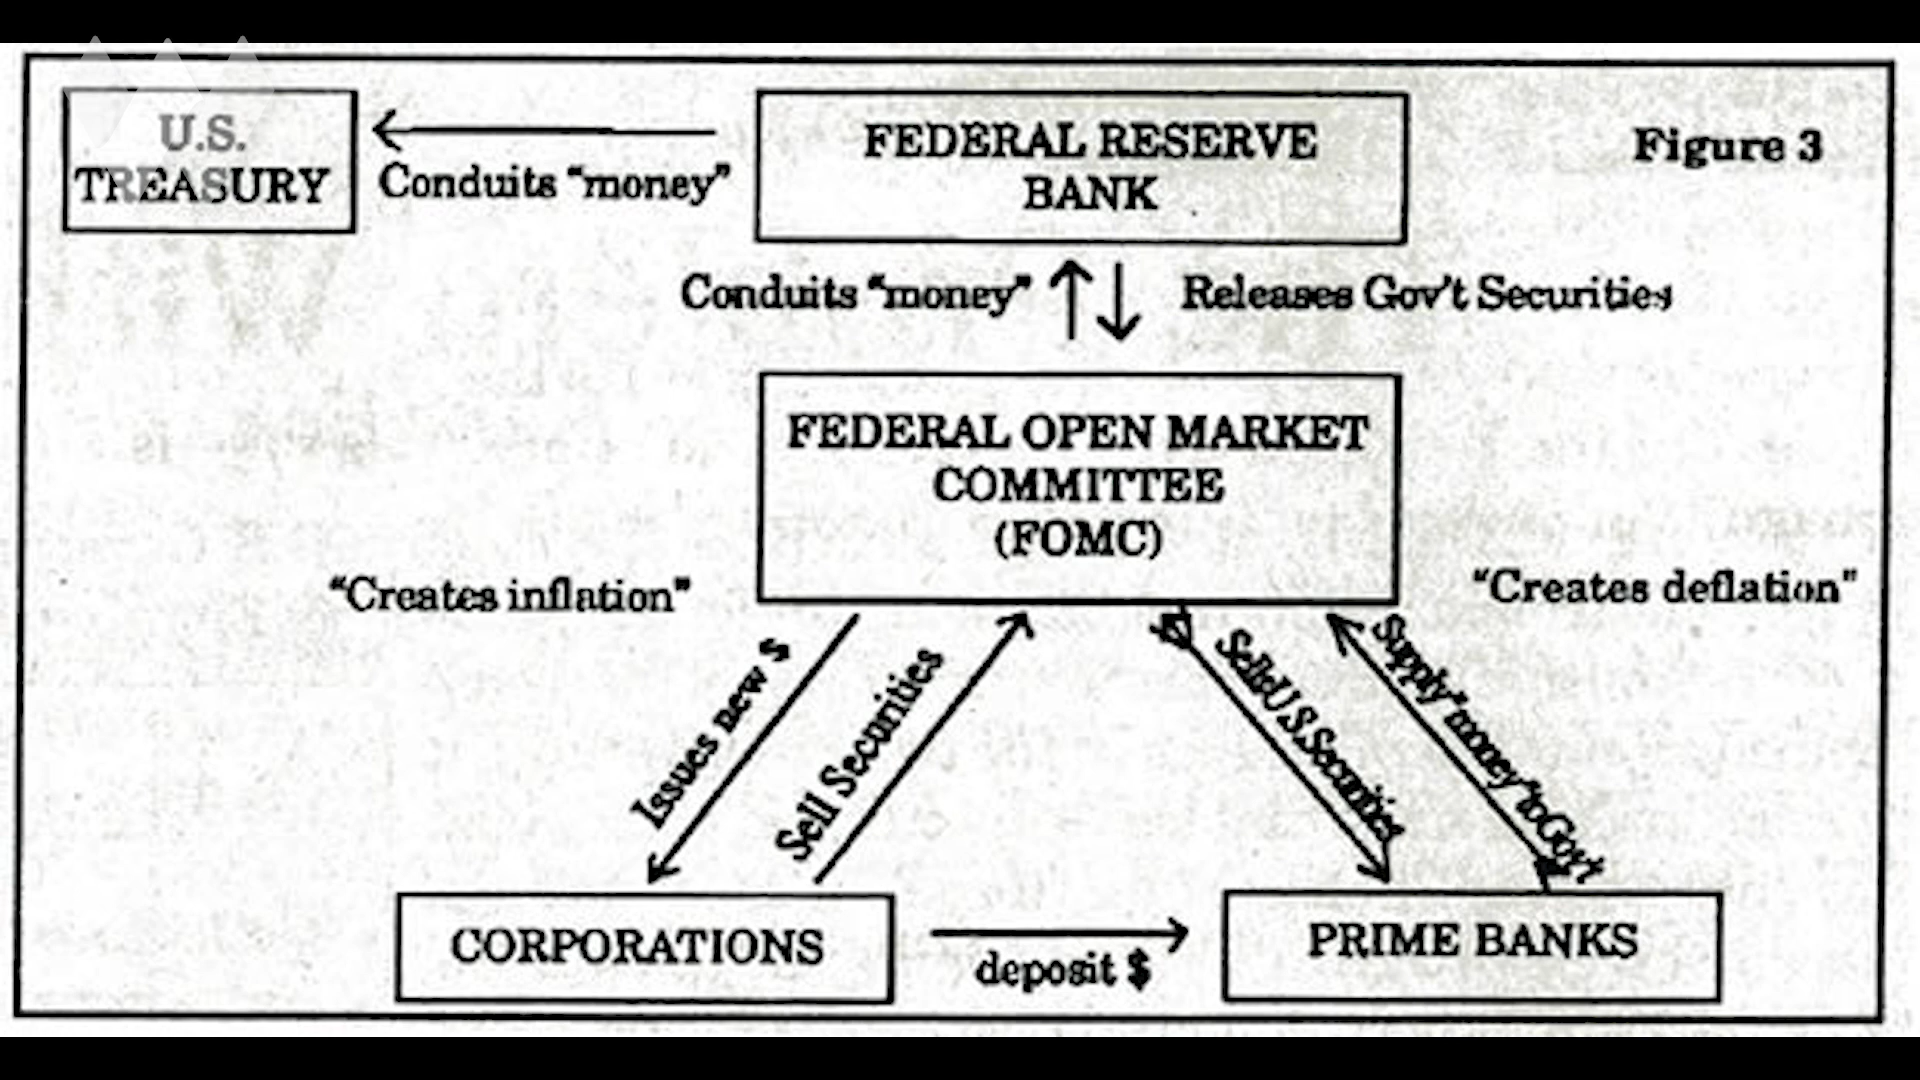 U.S.
TREASURY
Conduits “money”
FEDERAL RESERVE
BANK
Figure 3
Conduits “money”
Releases Gov't Securities
FEDERAL OPEN MARKET
COMMITTEE
(FOMC)
“Creates inflation”
“Creates deflation”
Issues new $
Sell Securities
Sells U.S. Securities
Supply “money” to Gov't
CORPORATIONS
deposit $
PRIME BANKS